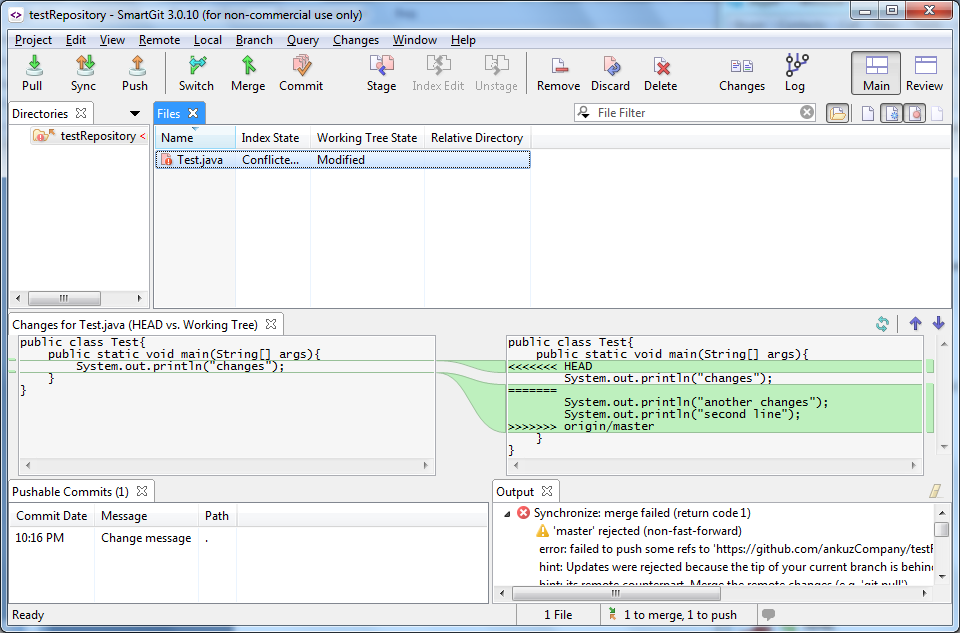 testRepository - SmartGit 3.0.10 (for non-commercial use only)
Project Edit View Remote Local Branch Query Changes Window Help
Pull Sync Push Switch Merge Commit Stage Index Edit Unstage Remove Discard Delete Changes Log Main Review
Directories
Files
File Filter
testRepository <
Name Index State Working Tree State Relative Directory
Test.java Conflicte... Modified
Changes for Test.java (HEAD vs. Working Tree)
public class Test{
public static void main(String[] args){
System.out.println("changes");
}
}
public class Test{
public static void main(String[] args){
<<<<<<< HEAD
System.out.println("changes");
=======
System.out.println("another changes");
System.out.println("second line");
>>>>>>> origin/master
}
}
Pushable Commits (1)
Commit Date Message Path
10:16 PM Change message .
Output
Synchronize: merge failed (return code 1)
'master' rejected (non-fast-forward)
error: failed to push some refs to 'https://github.com/ankuzCompany/testR
hint: Updates were rejected because the tip of your current branch is behin
hint: its remote counterpart. Merge the remote changes (e.g. 'git pull')
Ready
1 File
1 to merge, 1 to push